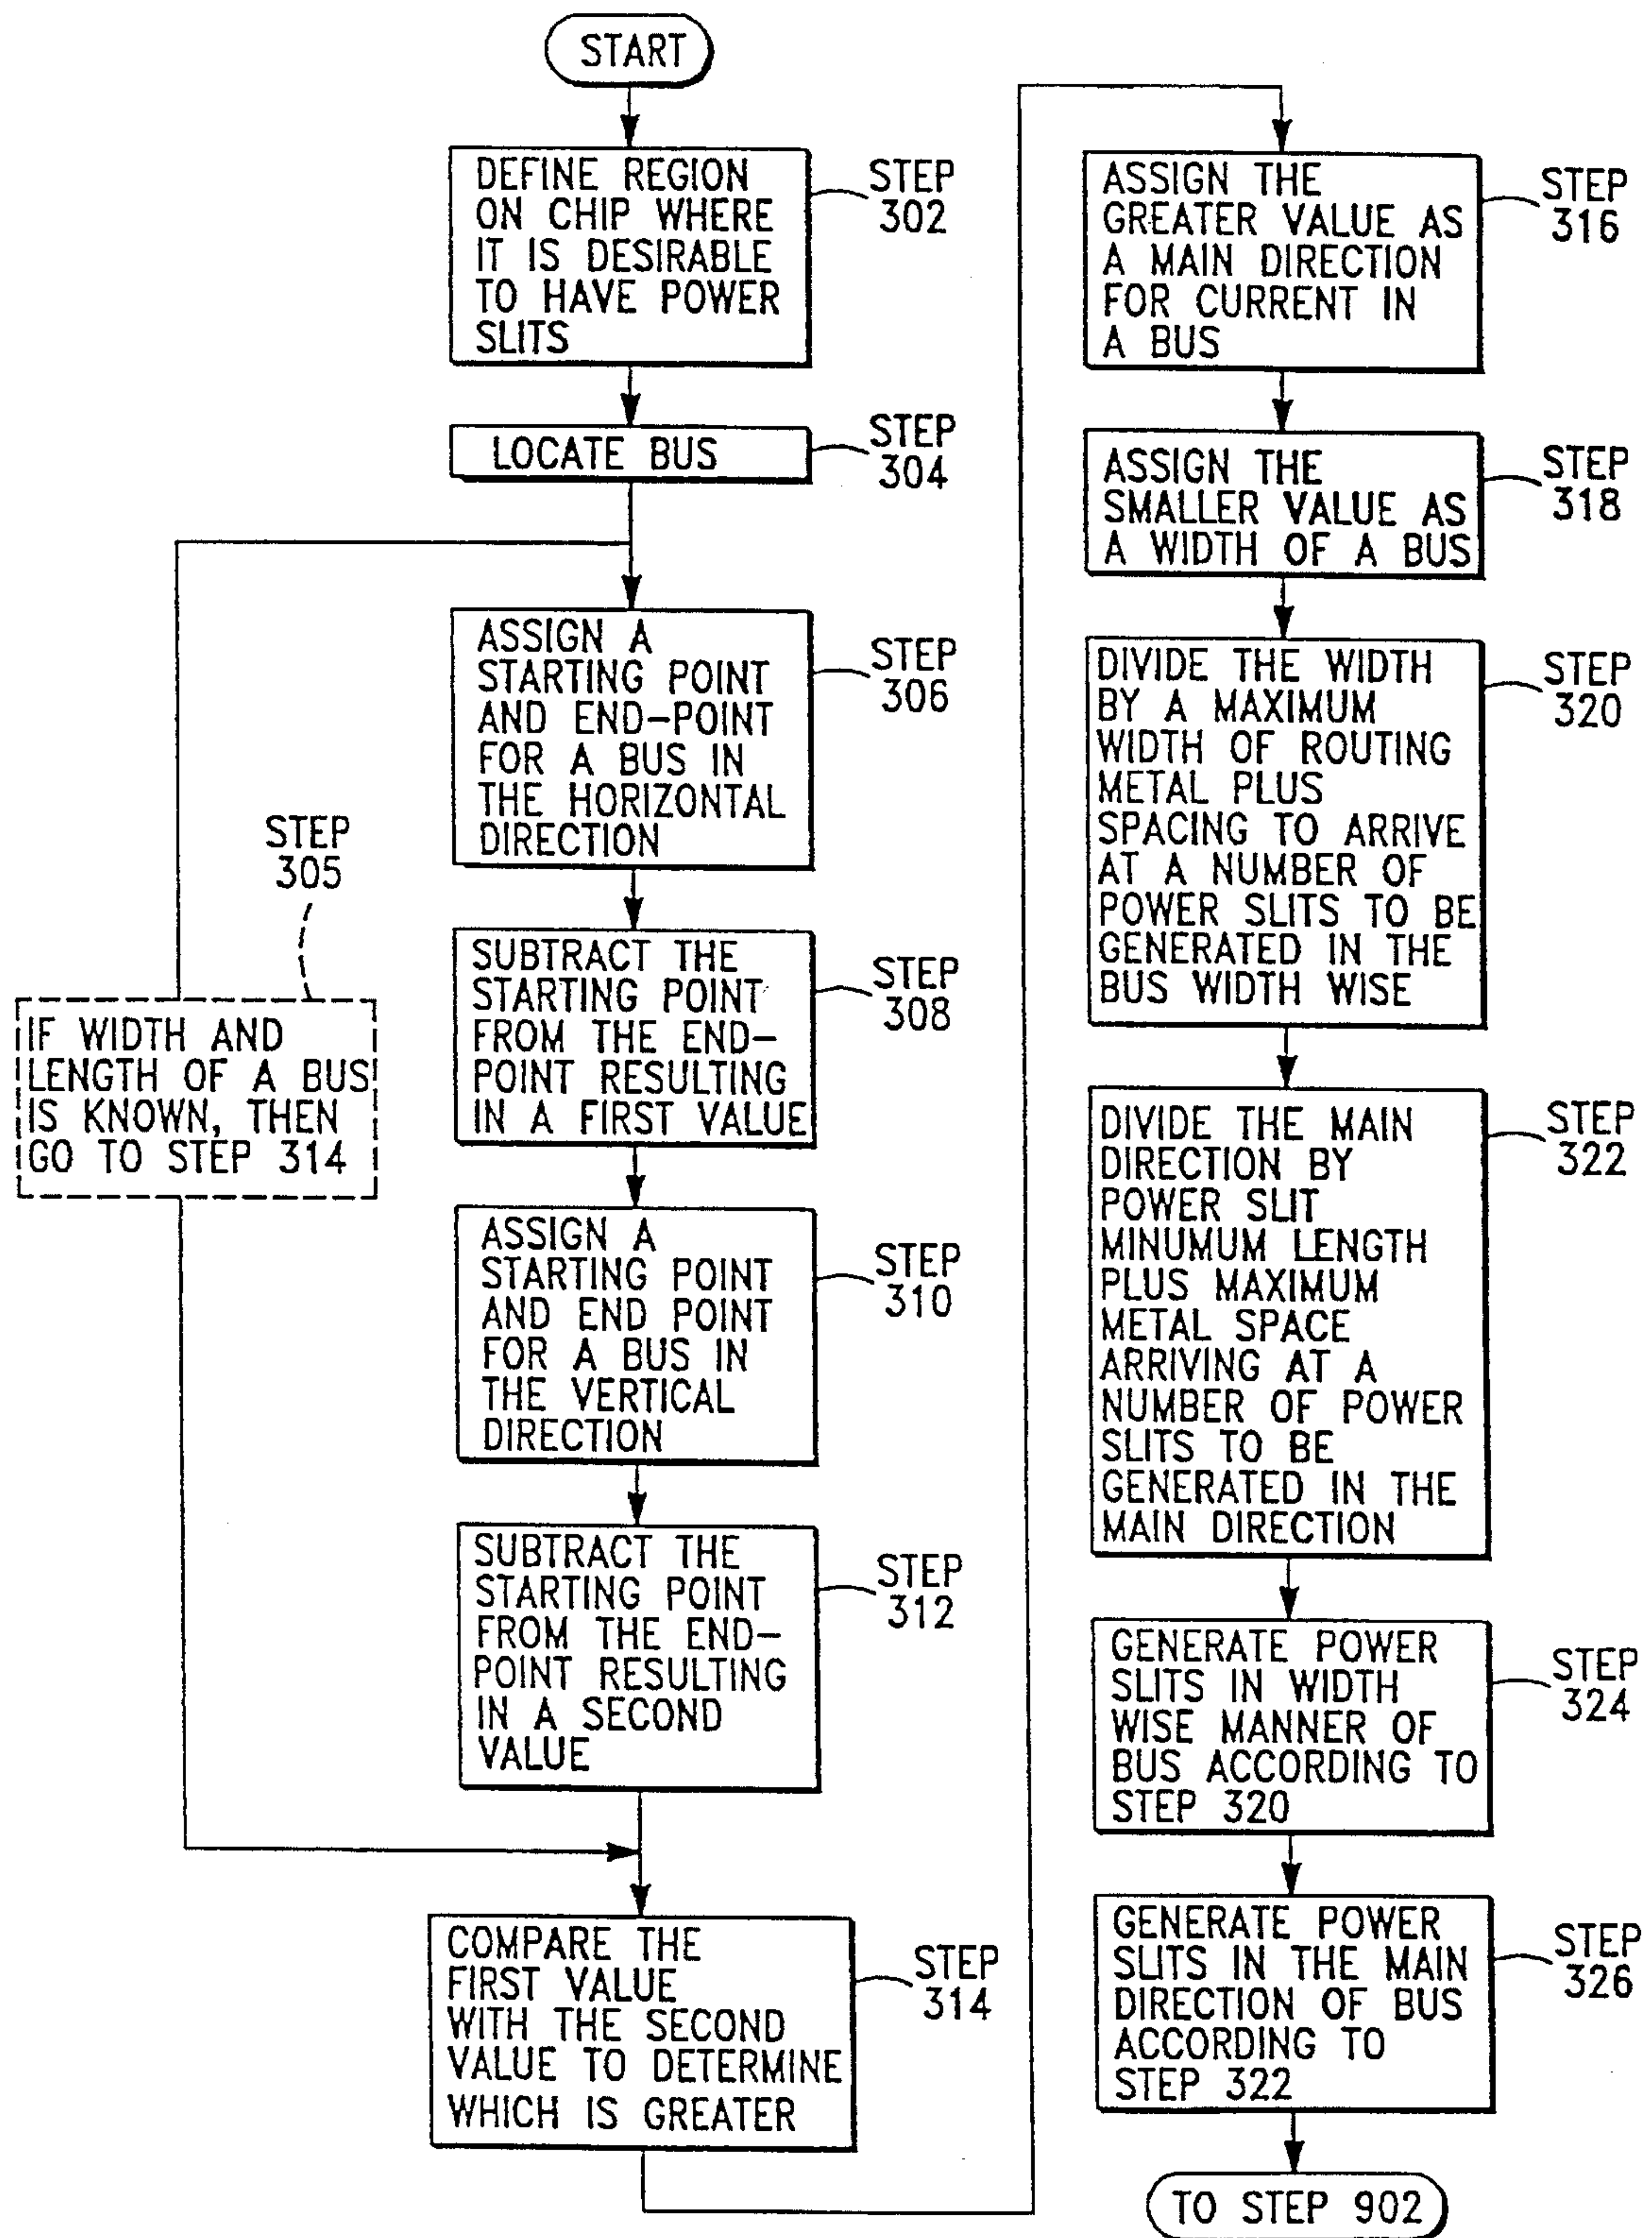 START
DEFINE REGION
ON CHIP WHERE
IT IS DESIRABLE
TO HAVE POWER
SLITS
STEP
302
LOCATE BUS
STEP
304
STEP
305
IF WIDTH AND
LENGTH OF A BUS
IS KNOWN, THEN
GO TO STEP 314
ASSIGN A
STARTING POINT
AND END-POINT
FOR A BUS IN
THE HORIZONTAL
DIRECTION
STEP
306
SUBTRACT THE
STARTING POINT
FROM THE END-
POINT RESULTING
IN A FIRST VALUE
STEP
308
ASSIGN A
STARTING POINT
AND END POINT
FOR A BUS IN
THE VERTICAL
DIRECTION
STEP
310
SUBTRACT THE
STARTING POINT
FROM THE END-
POINT RESULTING
IN A SECOND
VALUE
STEP
312
COMPARE THE
FIRST VALUE
WITH THE SECOND
VALUE TO DETERMINE
WHICH IS GREATER
STEP
314
ASSIGN THE
GREATER VALUE AS
A MAIN DIRECTION
FOR CURRENT IN
A BUS
STEP
316
ASSIGN THE
SMALLER VALUE AS
A WIDTH OF A BUS
STEP
318
DIVIDE THE WIDTH
BY A MAXIMUM
WIDTH OF ROUTING
METAL PLUS
SPACING TO ARRIVE
AT A NUMBER OF
POWER SLITS TO BE
GENERATED IN THE
BUS WIDTH WISE
STEP
320
DIVIDE THE MAIN
DIRECTION BY
POWER SLIT
MINUMUM LENGTH
PLUS MAXIMUM
METAL SPACE
ARRIVING AT A
NUMBER OF POWER
SLITS TO BE
GENERATED IN THE
MAIN DIRECTION
STEP
322
GENERATE POWER
SLITS IN WIDTH
WISE MANNER OF
BUS ACCORDING TO
STEP 320
STEP
324
GENERATE POWER
SLITS IN THE MAIN
DIRECTION OF BUS
ACCORDING TO
STEP 322
STEP
326
TO STEP 902